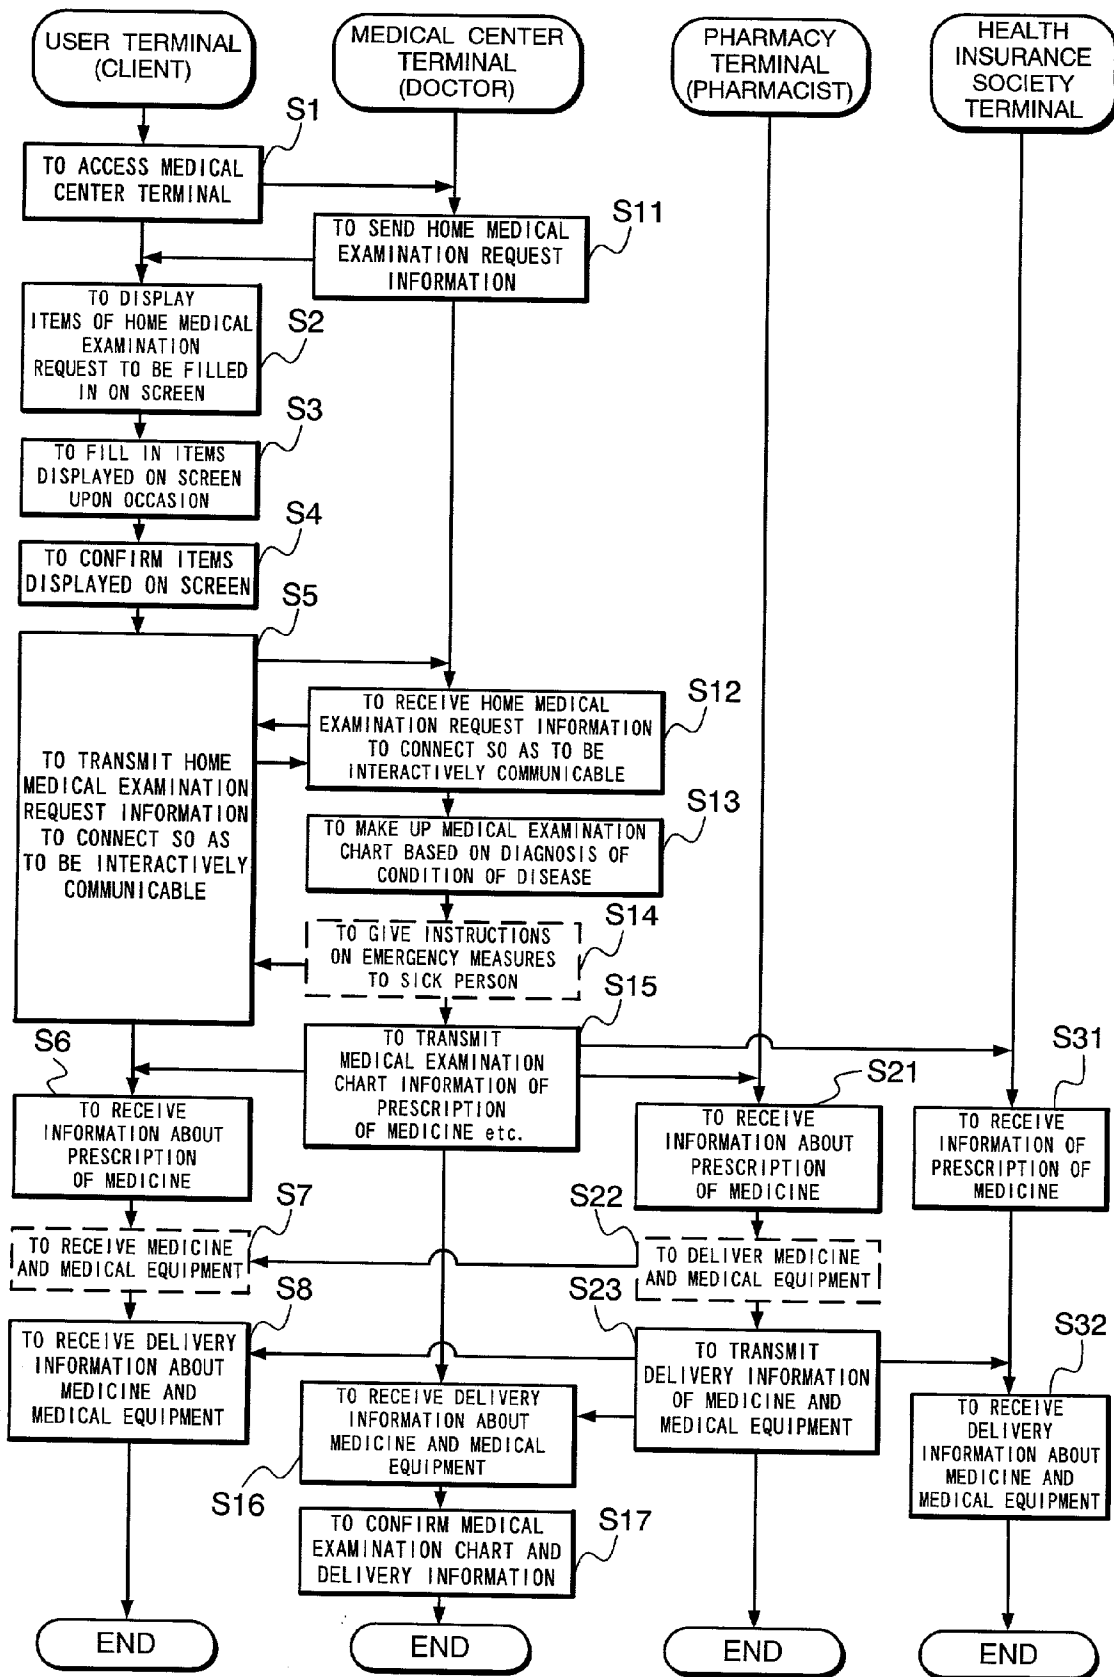 USER TERMINAL
(CLIENT)
MEDICAL CENTER
TERMINAL
(DOCTOR)
PHARMACY
TERMINAL
(PHARMACIST)
HEALTH
INSURANCE
SOCIETY
TERMINAL
S1
TO ACCESS MEDICAL
CENTER TERMINAL
S11
TO SEND HOME MEDICAL
EXAMINATION REQUEST
INFORMATION
S2
TO DISPLAY
ITEMS OF HOME MEDICAL
EXAMINATION
REQUEST TO BE FILLED
IN ON SCREEN
S3
TO FILL IN ITEMS
DISPLAYED ON SCREEN
UPON OCCASION
S4
TO CONFIRM ITEMS
DISPLAYED ON SCREEN
S5
TO TRANSMIT HOME
MEDICAL EXAMINATION
REQUEST INFORMATION
TO CONNECT SO AS
TO BE INTERACTIVELY
COMMUNICABLE
S12
TO RECEIVE HOME MEDICAL
EXAMINATION REQUEST INFORMATION
TO CONNECT SO AS TO BE
INTERACTIVELY COMMUNICABLE
S13
TO MAKE UP MEDICAL EXAMINATION
CHART BASED ON DIAGNOSIS OF
CONDITION OF DISEASE
S14
TO GIVE INSTRUCTIONS
ON EMERGENCY MEASURES
TO SICK PERSON
S15
TO TRANSMIT
MEDICAL EXAMINATION
CHART INFORMATION OF
PRESCRIPTION
OF MEDICINE etc.
S6
TO RECEIVE
INFORMATION ABOUT
PRESCRIPTION
OF MEDICINE
S21
TO RECEIVE
INFORMATION ABOUT
PRESCRIPTION
OF MEDICINE
S31
TO RECEIVE
INFORMATION OF
PRESCRIPTION OF
MEDICINE
S7
TO RECEIVE MEDICINE
AND MEDICAL EQUIPMENT
S22
TO DELIVER MEDICINE
AND MEDICAL EQUIPMENT
S8
TO RECEIVE DELIVERY
INFORMATION ABOUT
MEDICINE AND
MEDICAL EQUIPMENT
S23
TO TRANSMIT
DELIVERY INFORMATION
OF MEDICINE AND
MEDICAL EQUIPMENT
S32
TO RECEIVE
DELIVERY
INFORMATION ABOUT
MEDICINE AND
MEDICAL EQUIPMENT
TO RECEIVE DELIVERY
INFORMATION ABOUT
MEDICINE AND MEDICAL
EQUIPMENT
S16
S17
TO CONFIRM MEDICAL
EXAMINATION CHART AND
DELIVERY INFORMATION
END
END
END
END